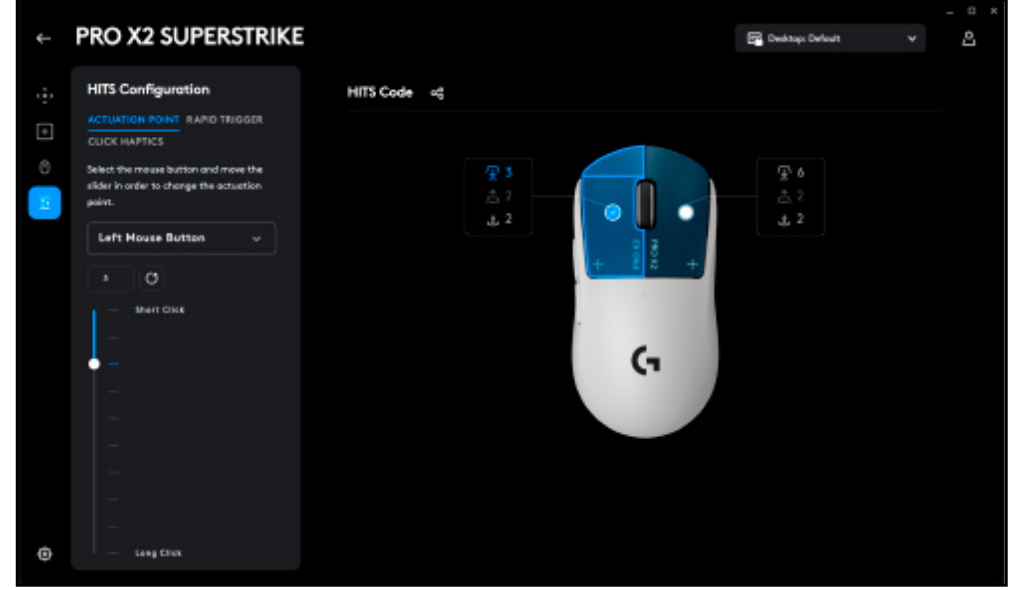 PRO X2 SUPERSTRIKE
Desktop: Default
HITS Configuration
ACTUATION POINT RAPID TRIGGER
CLICK HAPTICS
Select the mouse button and move the
slider in order to change the actuation
point.
Left Mouse Button
3
Short Click
Long Click
HITS Code
3
2
2
6
2
2
PRO X2
PRO X2
G